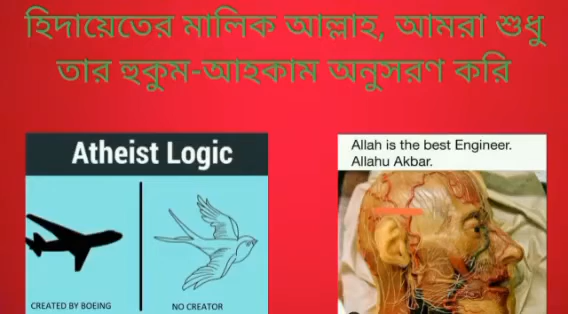 হিদায়েতের মালিক আল্লাহ, আমরা শুধু
তার হুকুম-আহকাম অনুসরণ করি
Atheist Logic
CREATED BY BOEING
NO CREATOR
Allah is the best Engineer.
Allahu Akbar.